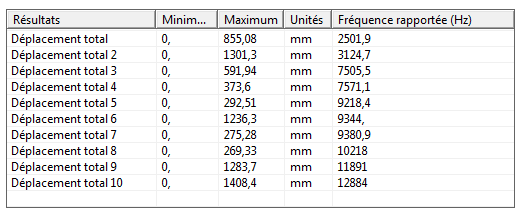 Résultats Minim... Maximum Unités Fréquence rapportée (Hz)
Déplacement total 0, 855,08 mm 2501,9
Déplacement total 2 0, 1301,3 mm 3124,7
Déplacement total 3 0, 591,94 mm 7505,5
Déplacement total 4 0, 373,6 mm 7571,1
Déplacement total 5 0, 292,51 mm 9218,4
Déplacement total 6 0, 1236,3 mm 9344,
Déplacement total 7 0, 275,28 mm 9380,9
Déplacement total 8 0, 269,33 mm 10218
Déplacement total 9 0, 1283,7 mm 11891
Déplacement total 10 0, 1408,4 mm 12884